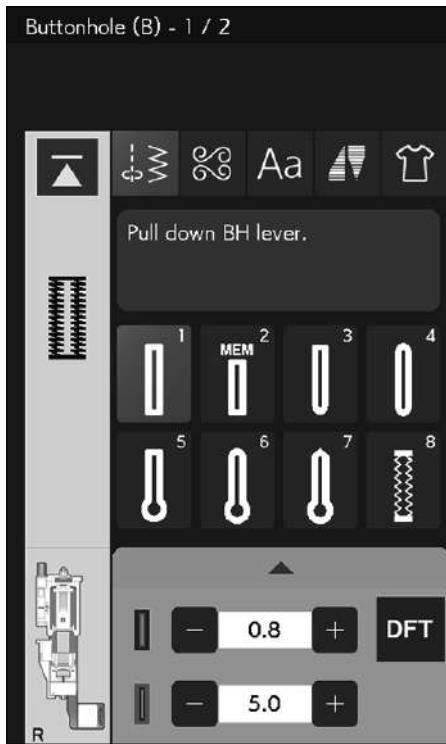 Buttonhole (B) - 1 / 2
Aa
Pull down BH lever.
1
MEM 2
3
4
5
6
7
8
− 0.8 + DFT
− 5.0 +
R